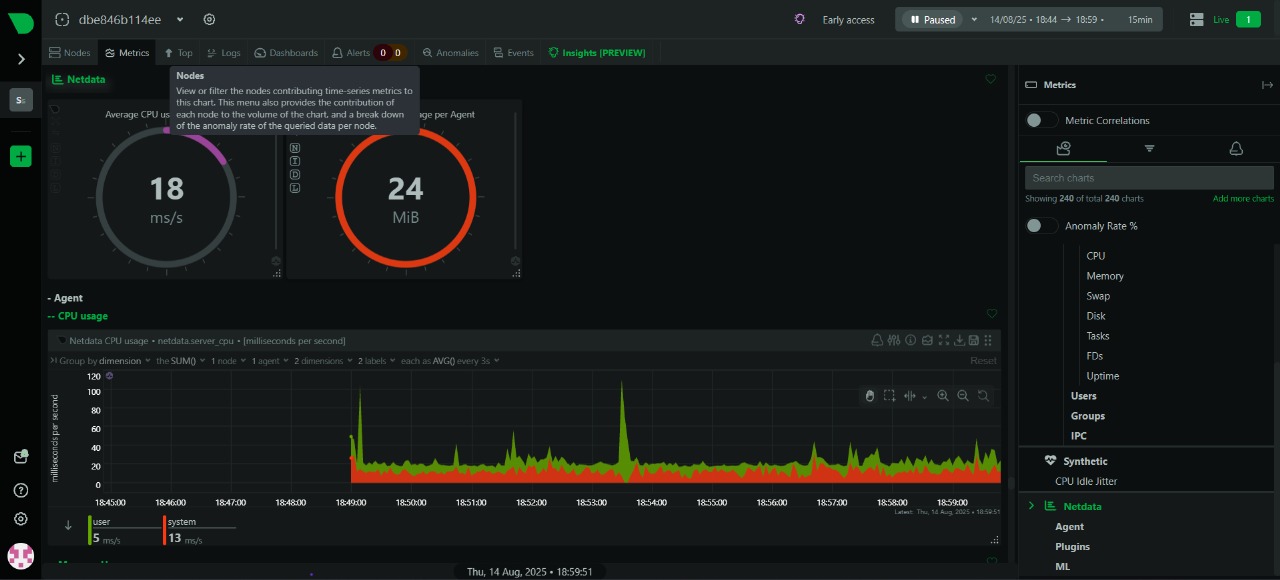 dbe846b114ee
Early access
Paused
14/08/25 • 18:44 → 18:59 •
15min
Live
1
Nodes
Metrics
Top
Logs
Dashboards
Alerts
0
0
Anomalies
Events
Insights [PREVIEW]
Netdata
Nodes
View or filter the nodes contributing time-series metrics to
this chart. This menu also provides the contribution of
each node to the volume of the chart, and a break down
of the anomaly rate of the queried data per node.
Average CPU
per Agent
18
ms/s
N
I
D
L
24
MiB
- Agent
-- CPU usage
Netdata CPU usage • netdata.server_cpu • [milliseconds per second]
Group by dimension
the SUM()
1 node
1 agent
2 dimensions
2 labels
each as AVG() every 3s
Reset
milliseconds per second
120
100
80
60
40
20
0
18:45:00
18:46:00
18:47:00
18:48:00
18:49:00
18:50:00
18:51:00
18:52:00
18:53:00
18:54:00
18:55:00
18:56:00
18:57:00
18:58:00
18:59:00
Latest: Thu, 14 Aug, 2025 • 18:59:51
user
5 ms/s
system
13 ms/s
Thu, 14 Aug, 2025 • 18:59:51
Metrics
Metric Correlations
Search charts
Showing 240 of total 240 charts
Add more charts
Anomaly Rate %
CPU
Memory
Swap
Disk
Tasks
FDs
Uptime
Users
Groups
IPC
Synthetic
CPU Idle Jitter
Netdata
Agent
Plugins
ML